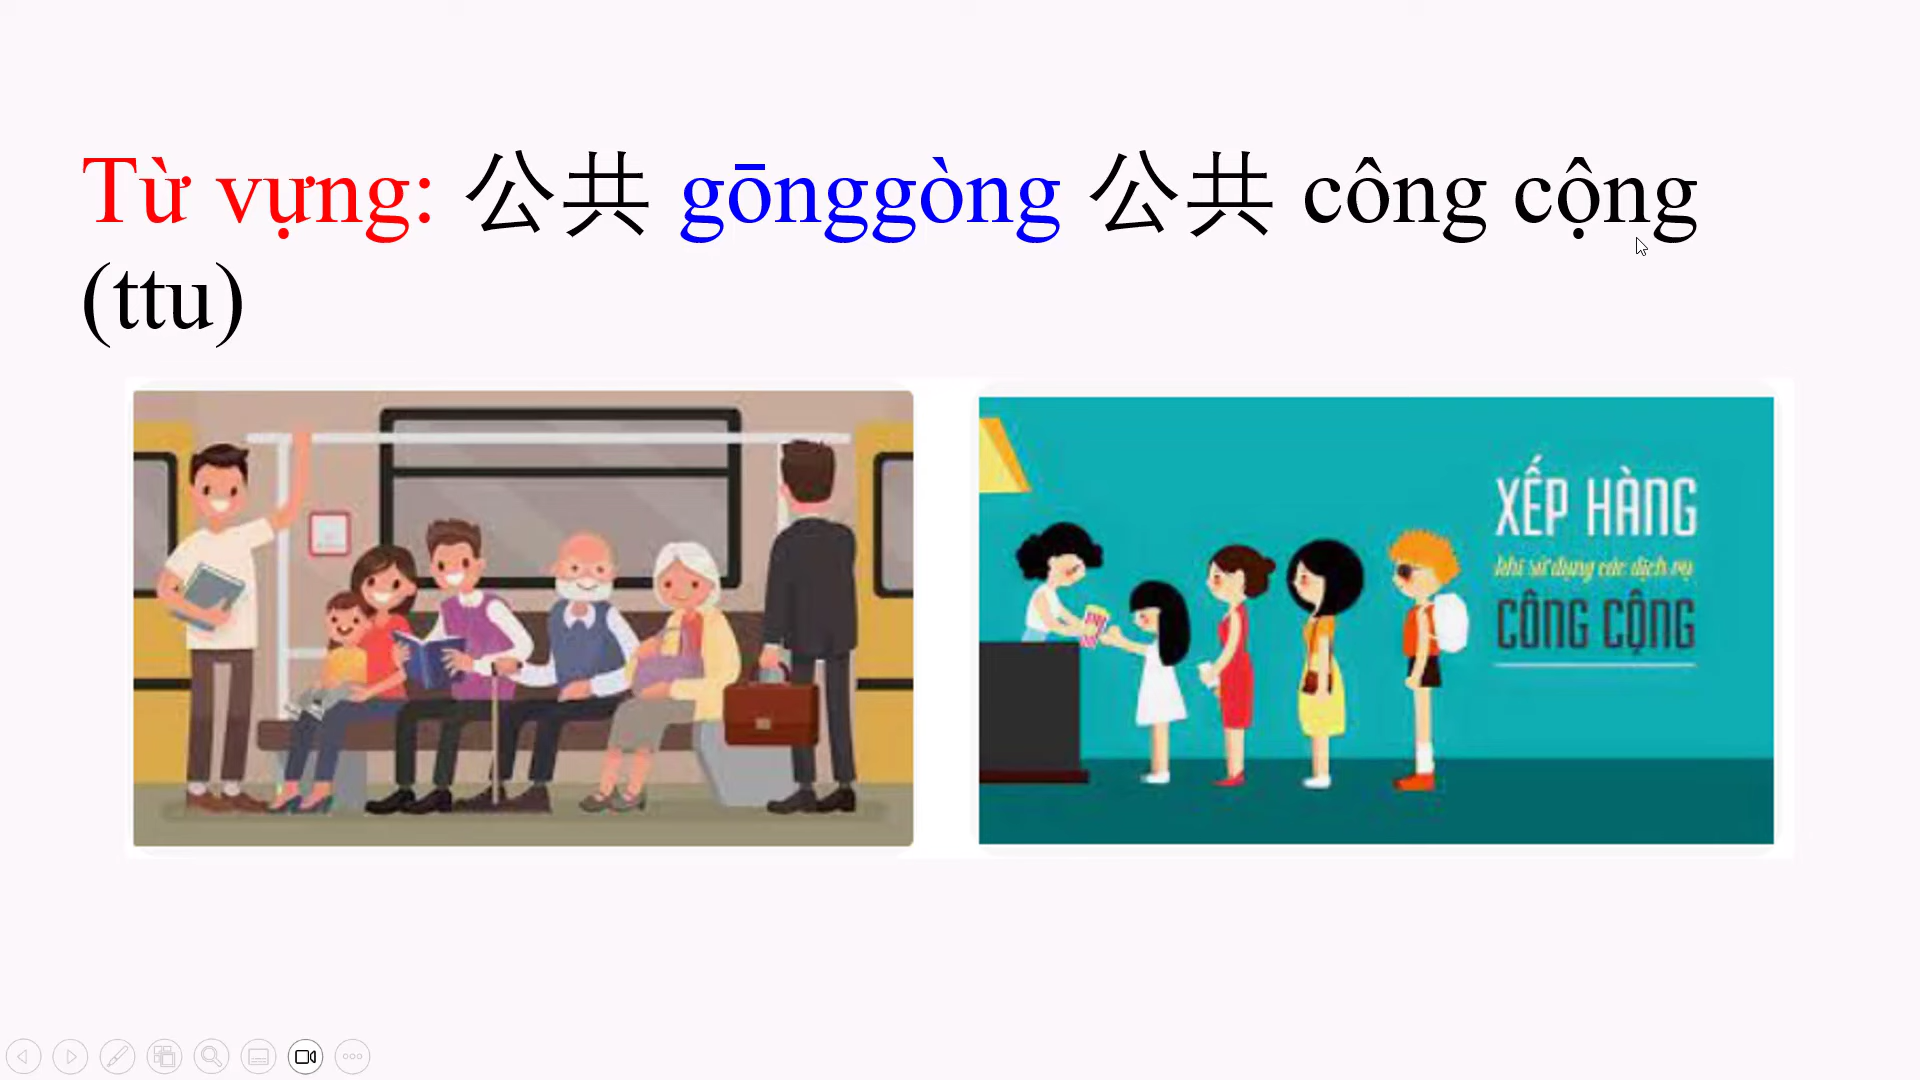 Từ vựng: 公共 gōnggòng 公共 công cộng
(ttu)
XẾP HÀNG
khi sử dụng các dịch vụ
CÔNG CỘNG